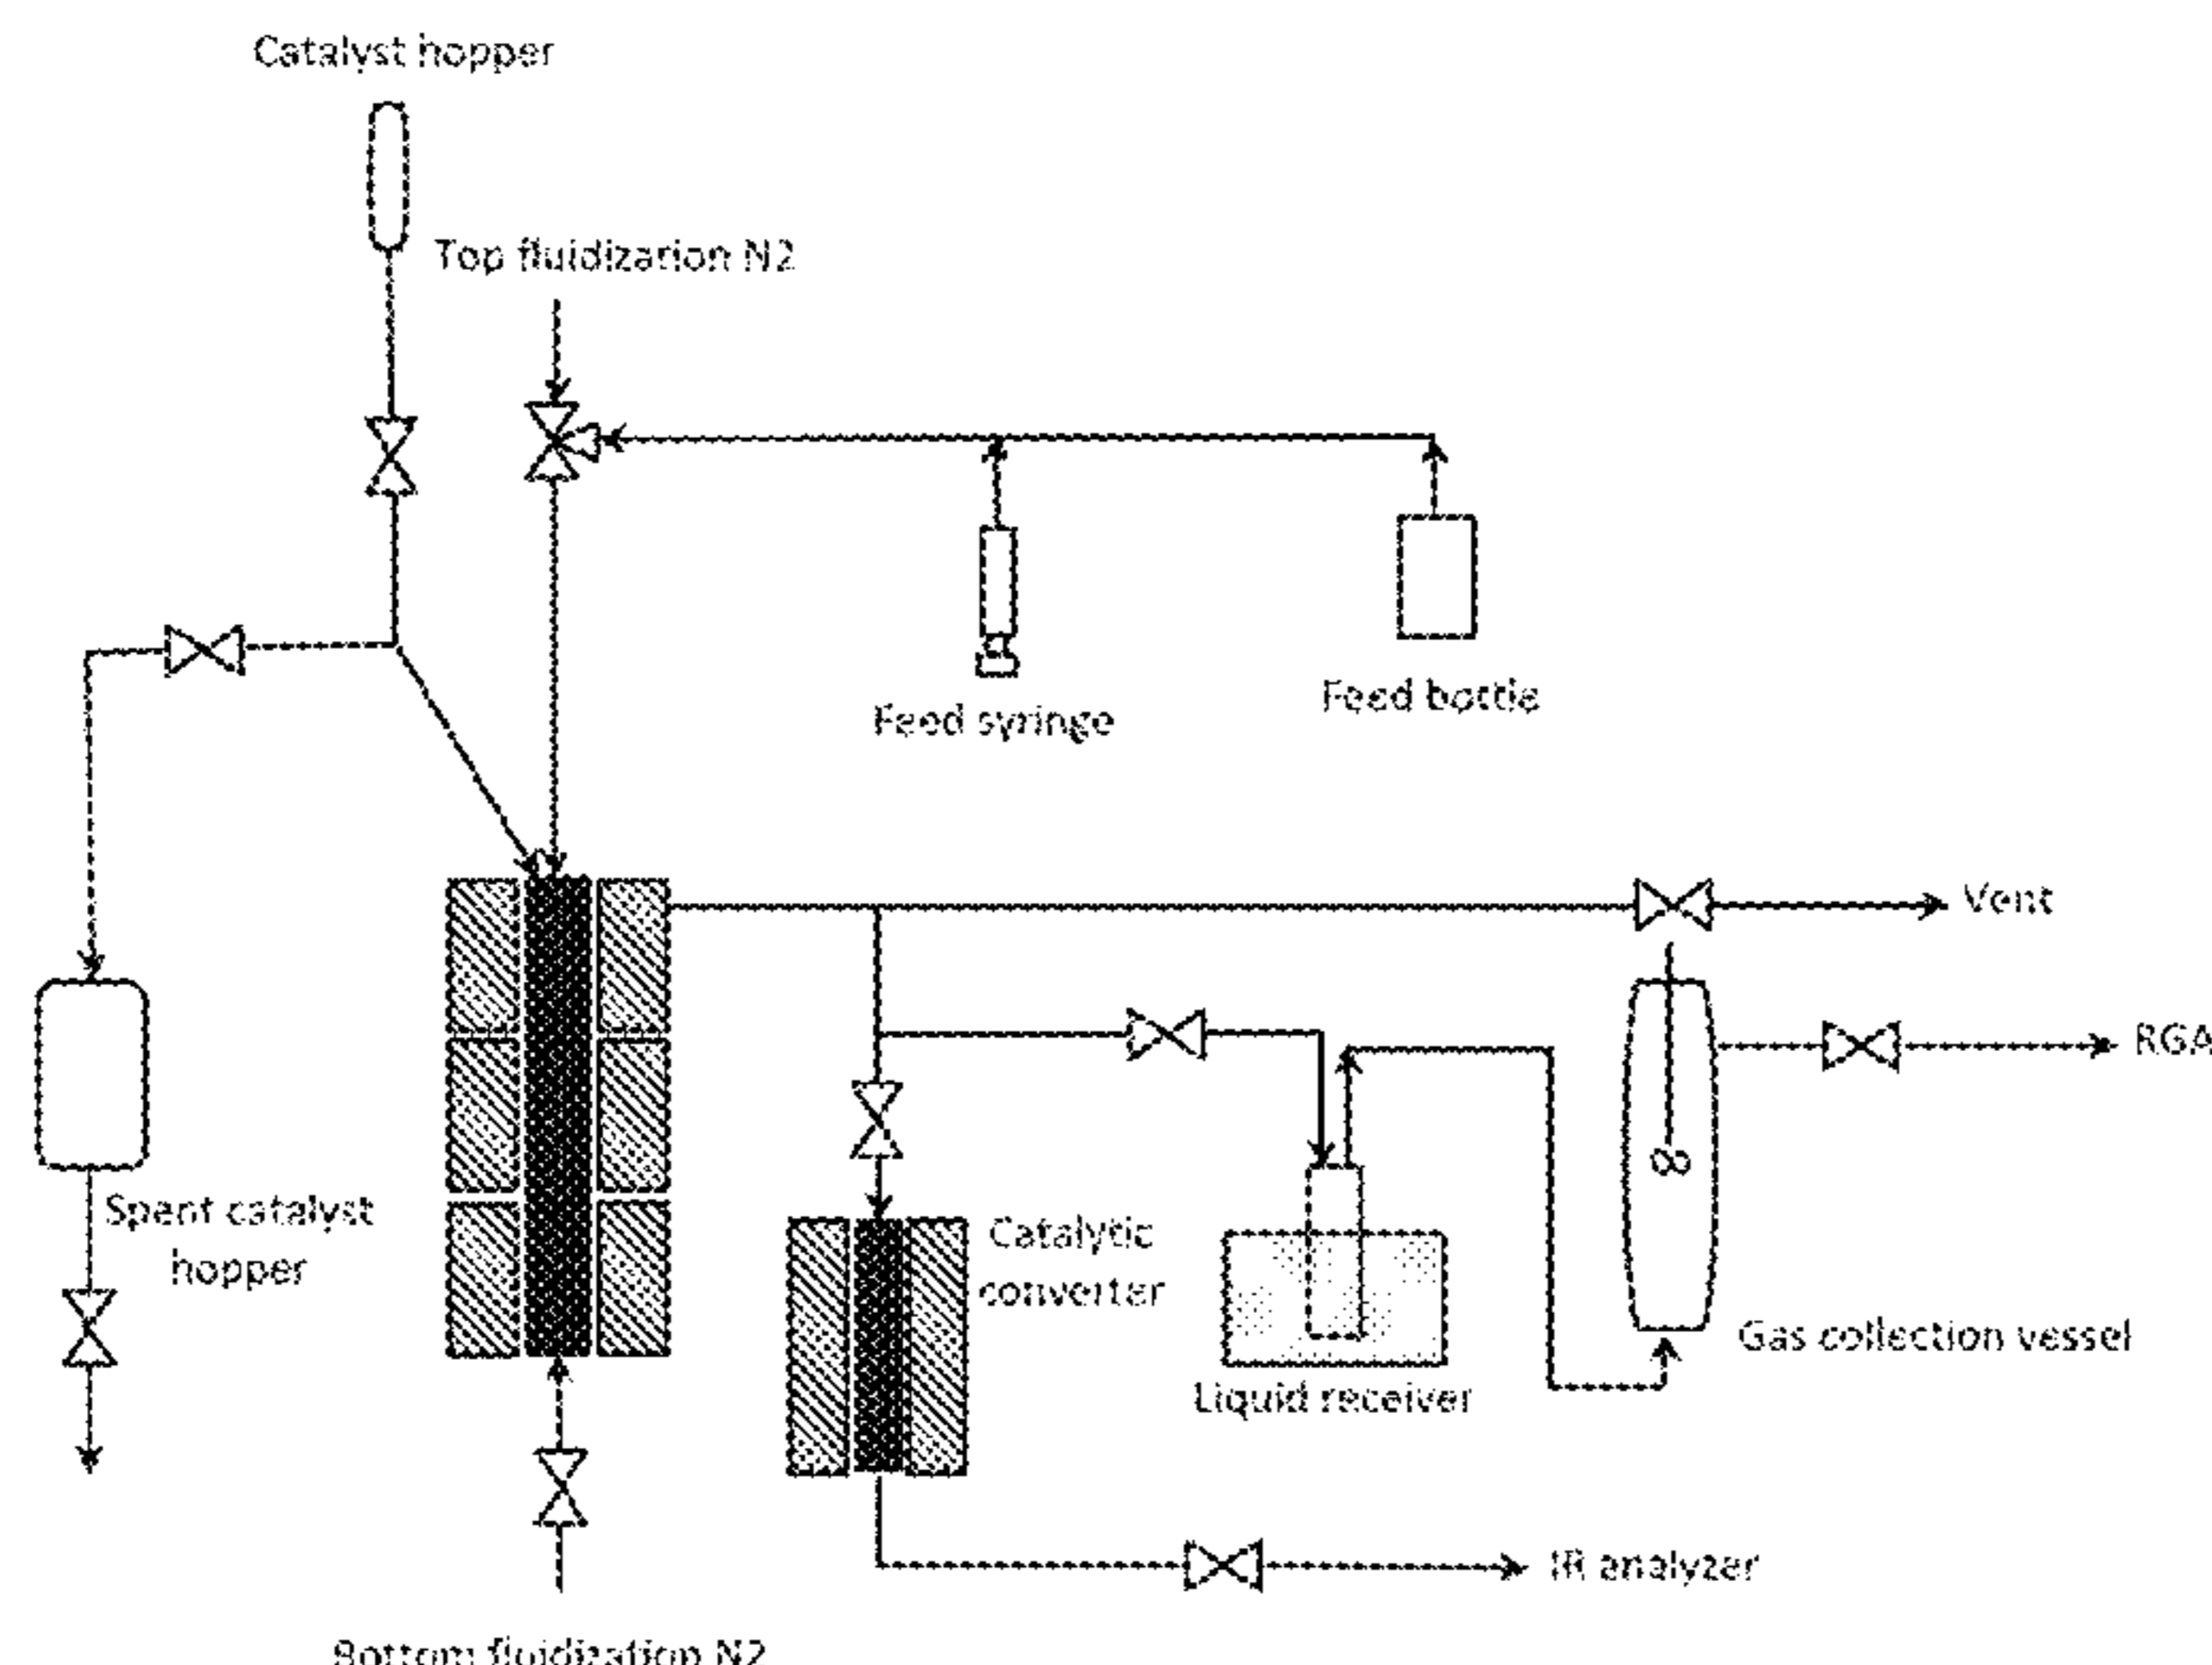 Catalyst hopper
Top fluidization N2
Feed syringe
Feed bottle
Vent
RGA
Spent catalyst
hopper
Catalytic
converter
Gas collection vessel
Liquid receiver
IR analyzer
Bottom fluidization N2